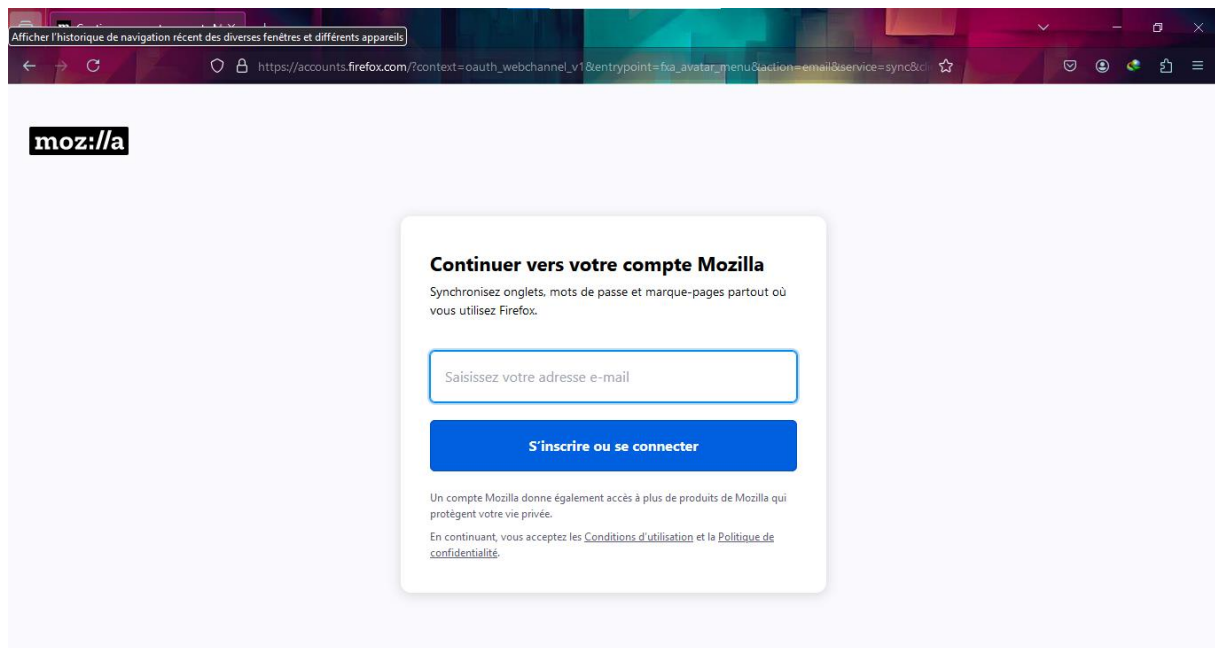 Afficher l'historique de navigation récent des diverses fenêtres et différents appareils
https://accounts.firefox.com/?context=oauth_webchannel_v1&entrypoint=fxa_avatar_menu&action=email&service=sync&cl
moz://a
Continuer vers votre compte Mozilla
Synchronisez onglets, mots de passe et marque-pages partout où
vous utilisez Firefox.
Saisissez votre adresse e-mail
S'inscrire ou se connecter
Un compte Mozilla donne également accès à plus de produits de Mozilla qui
protègent votre vie privée.
En continuant, vous acceptez les Conditions d'utilisation et la Politique de
confidentialité.